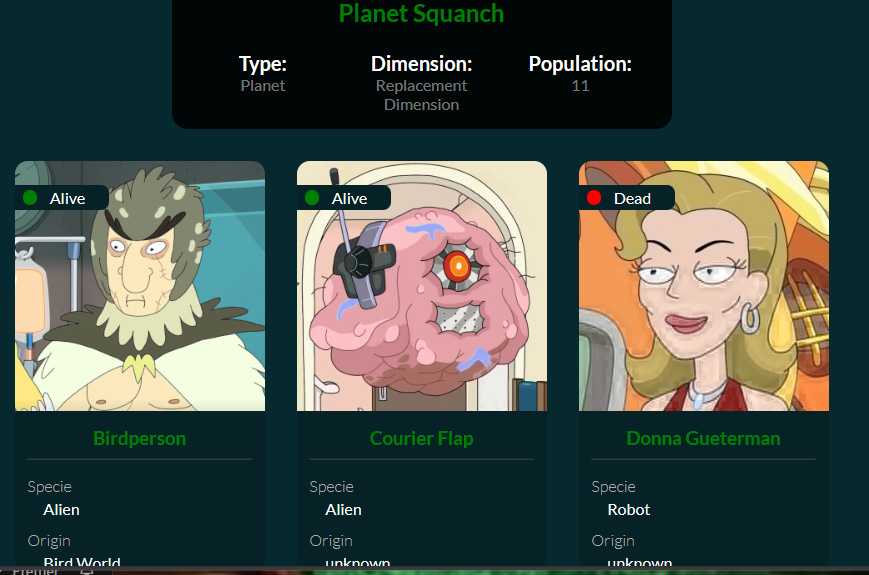 Planet Squanch
Type: Dimension: Population:
Planet Replacement 11
Dimension
Alive Alive Dead
Birdperson Courier Flap Donna Gueterman
Specie Specie Specie
Alien Alien Robot
Origin Origin Origin
Bird World unknown unknown
Premier